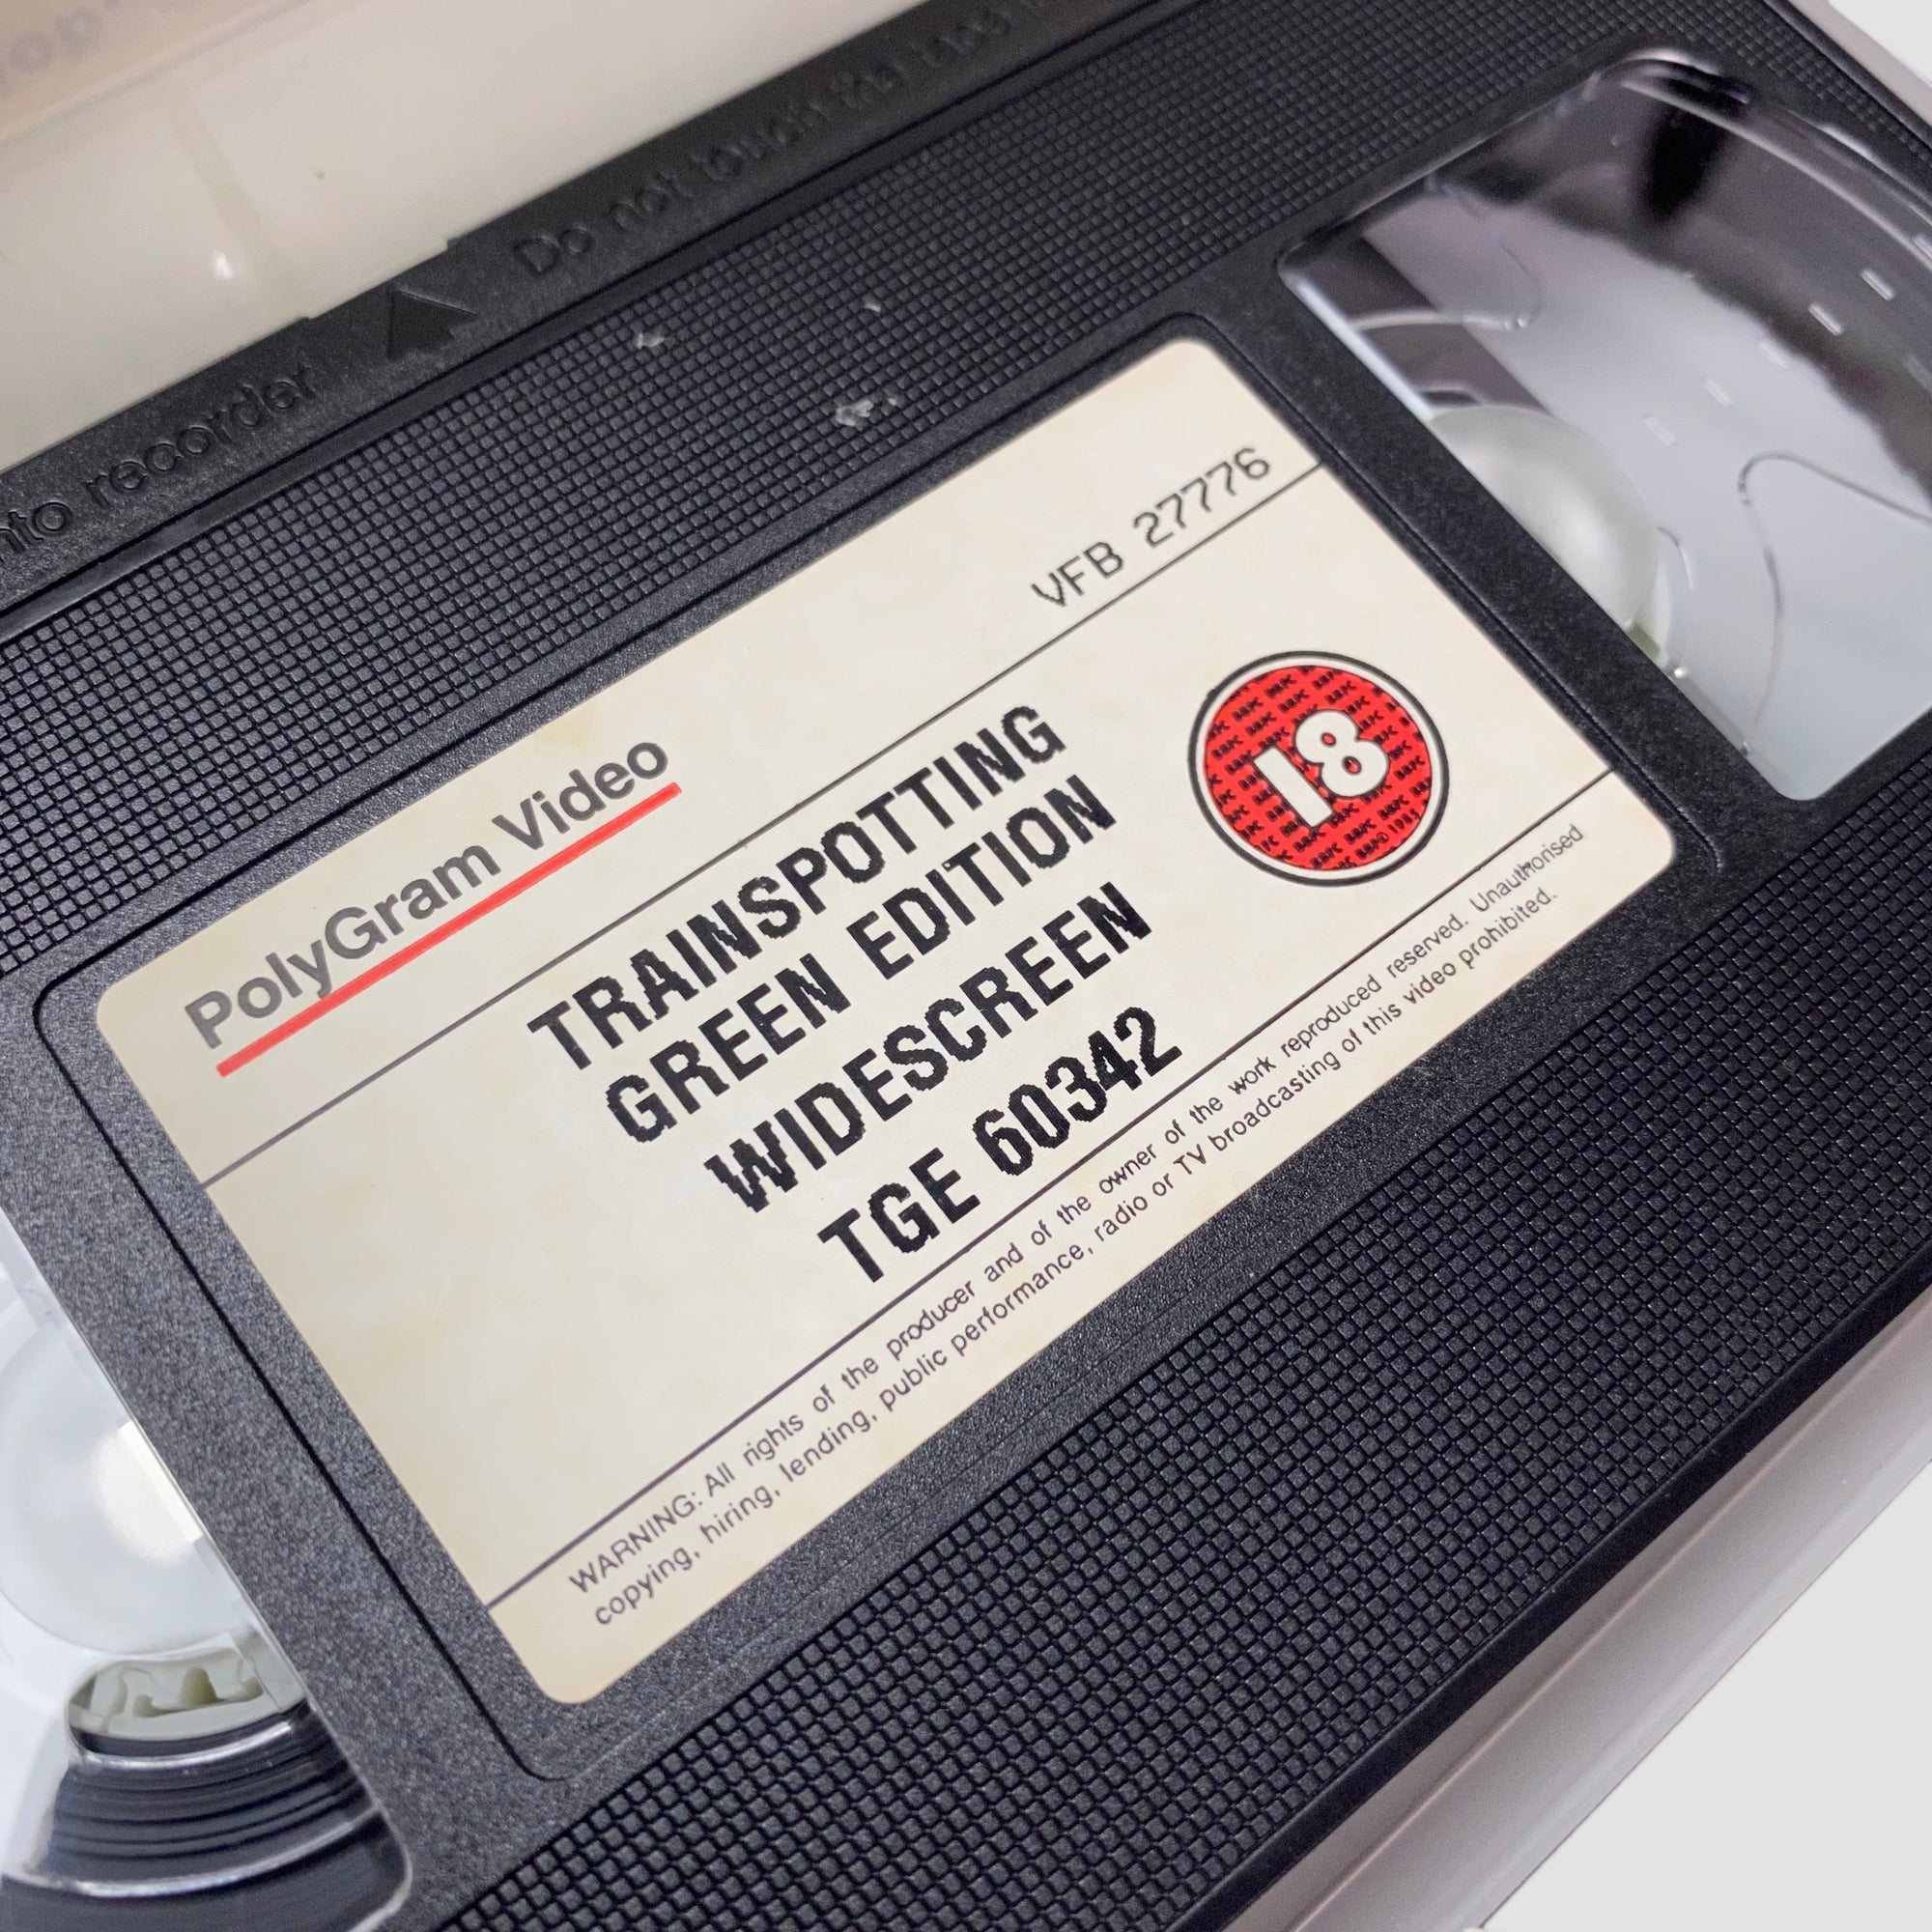 nto recorder
Do not touch the tape
PolyGram Video
VFB 27776
TRAINSPOTTING
GREEN EDITION
WIDESCREEN
TGE 60342
18
WARNING: All rights of the producer and of the owner of the work reproduced reserved. Unauthorised
copying, hiring, lending, public performance, radio or TV broadcasting of this video prohibited.